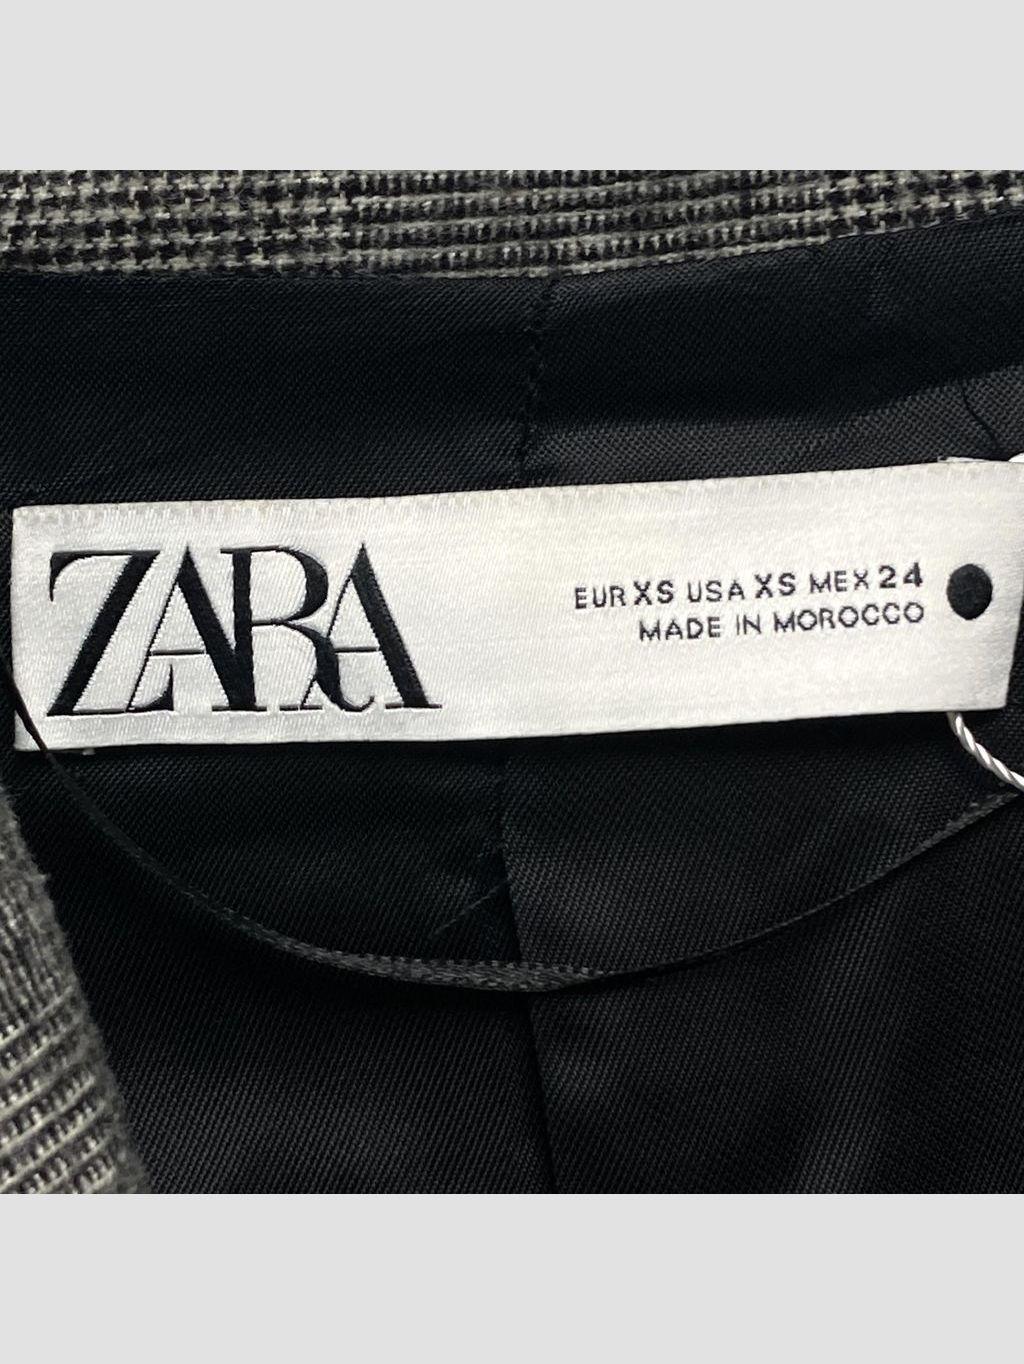 ZARA
EUR XS USA XS MEX 24
MADE IN MOROCCO